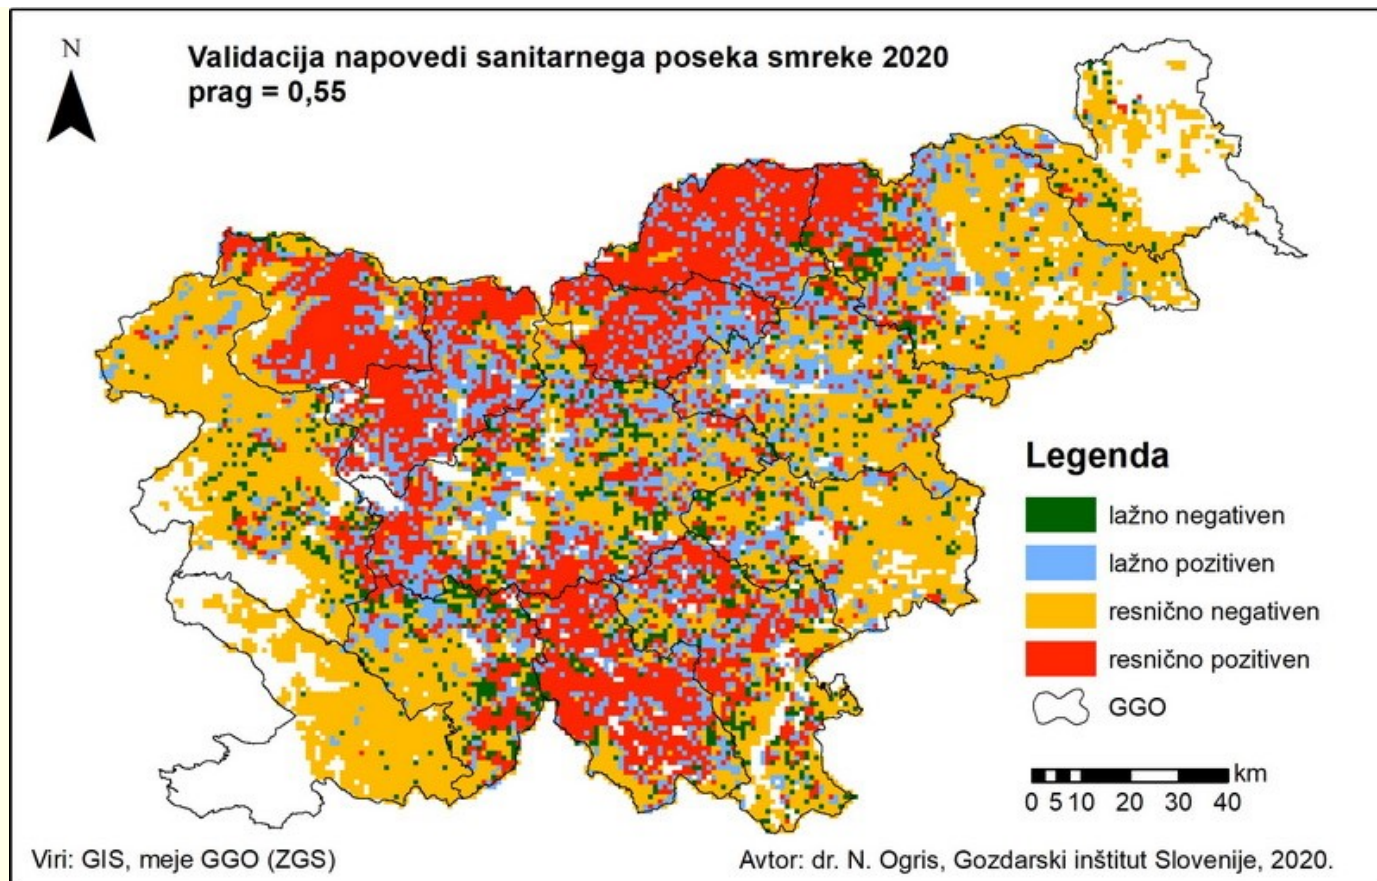 N
Validacija napovedi sanitarnega poseka smreke 2020
prag = 0,55
Legenda
lažno negativen
lažno pozitiven
resnično negativen
resnično pozitiven
GGO
km
0 5 10 20 30 40
Viri: GIS, meje GGO (ZGS)
Avtor: dr. N. Ogris, Gozdarski inštitut Slovenije, 2020.